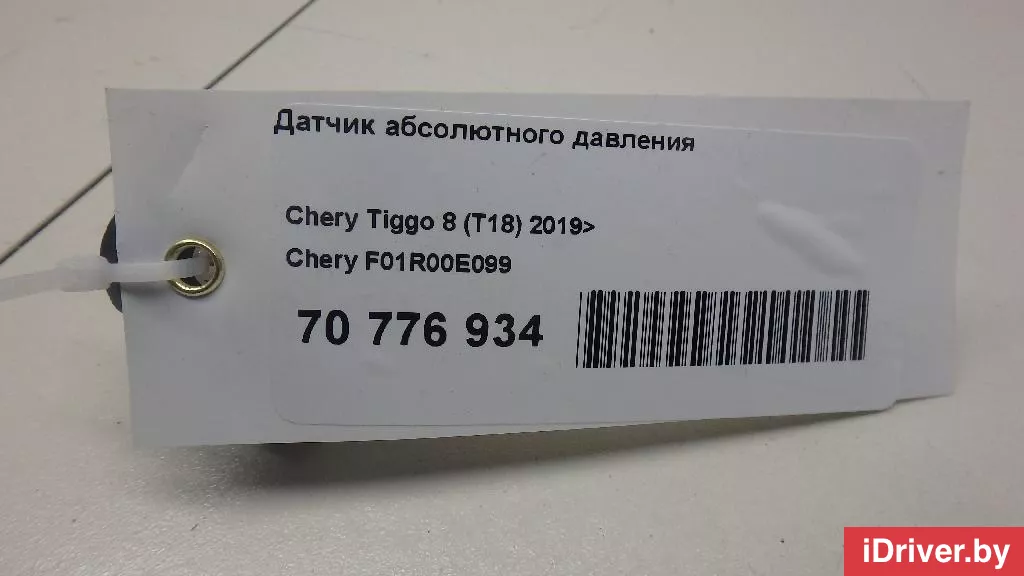 Датчик абсолютного давления
Chery Tiggo 8 (T18) 2019>
Chery F01R00E099
70 776 934
iDriver.by